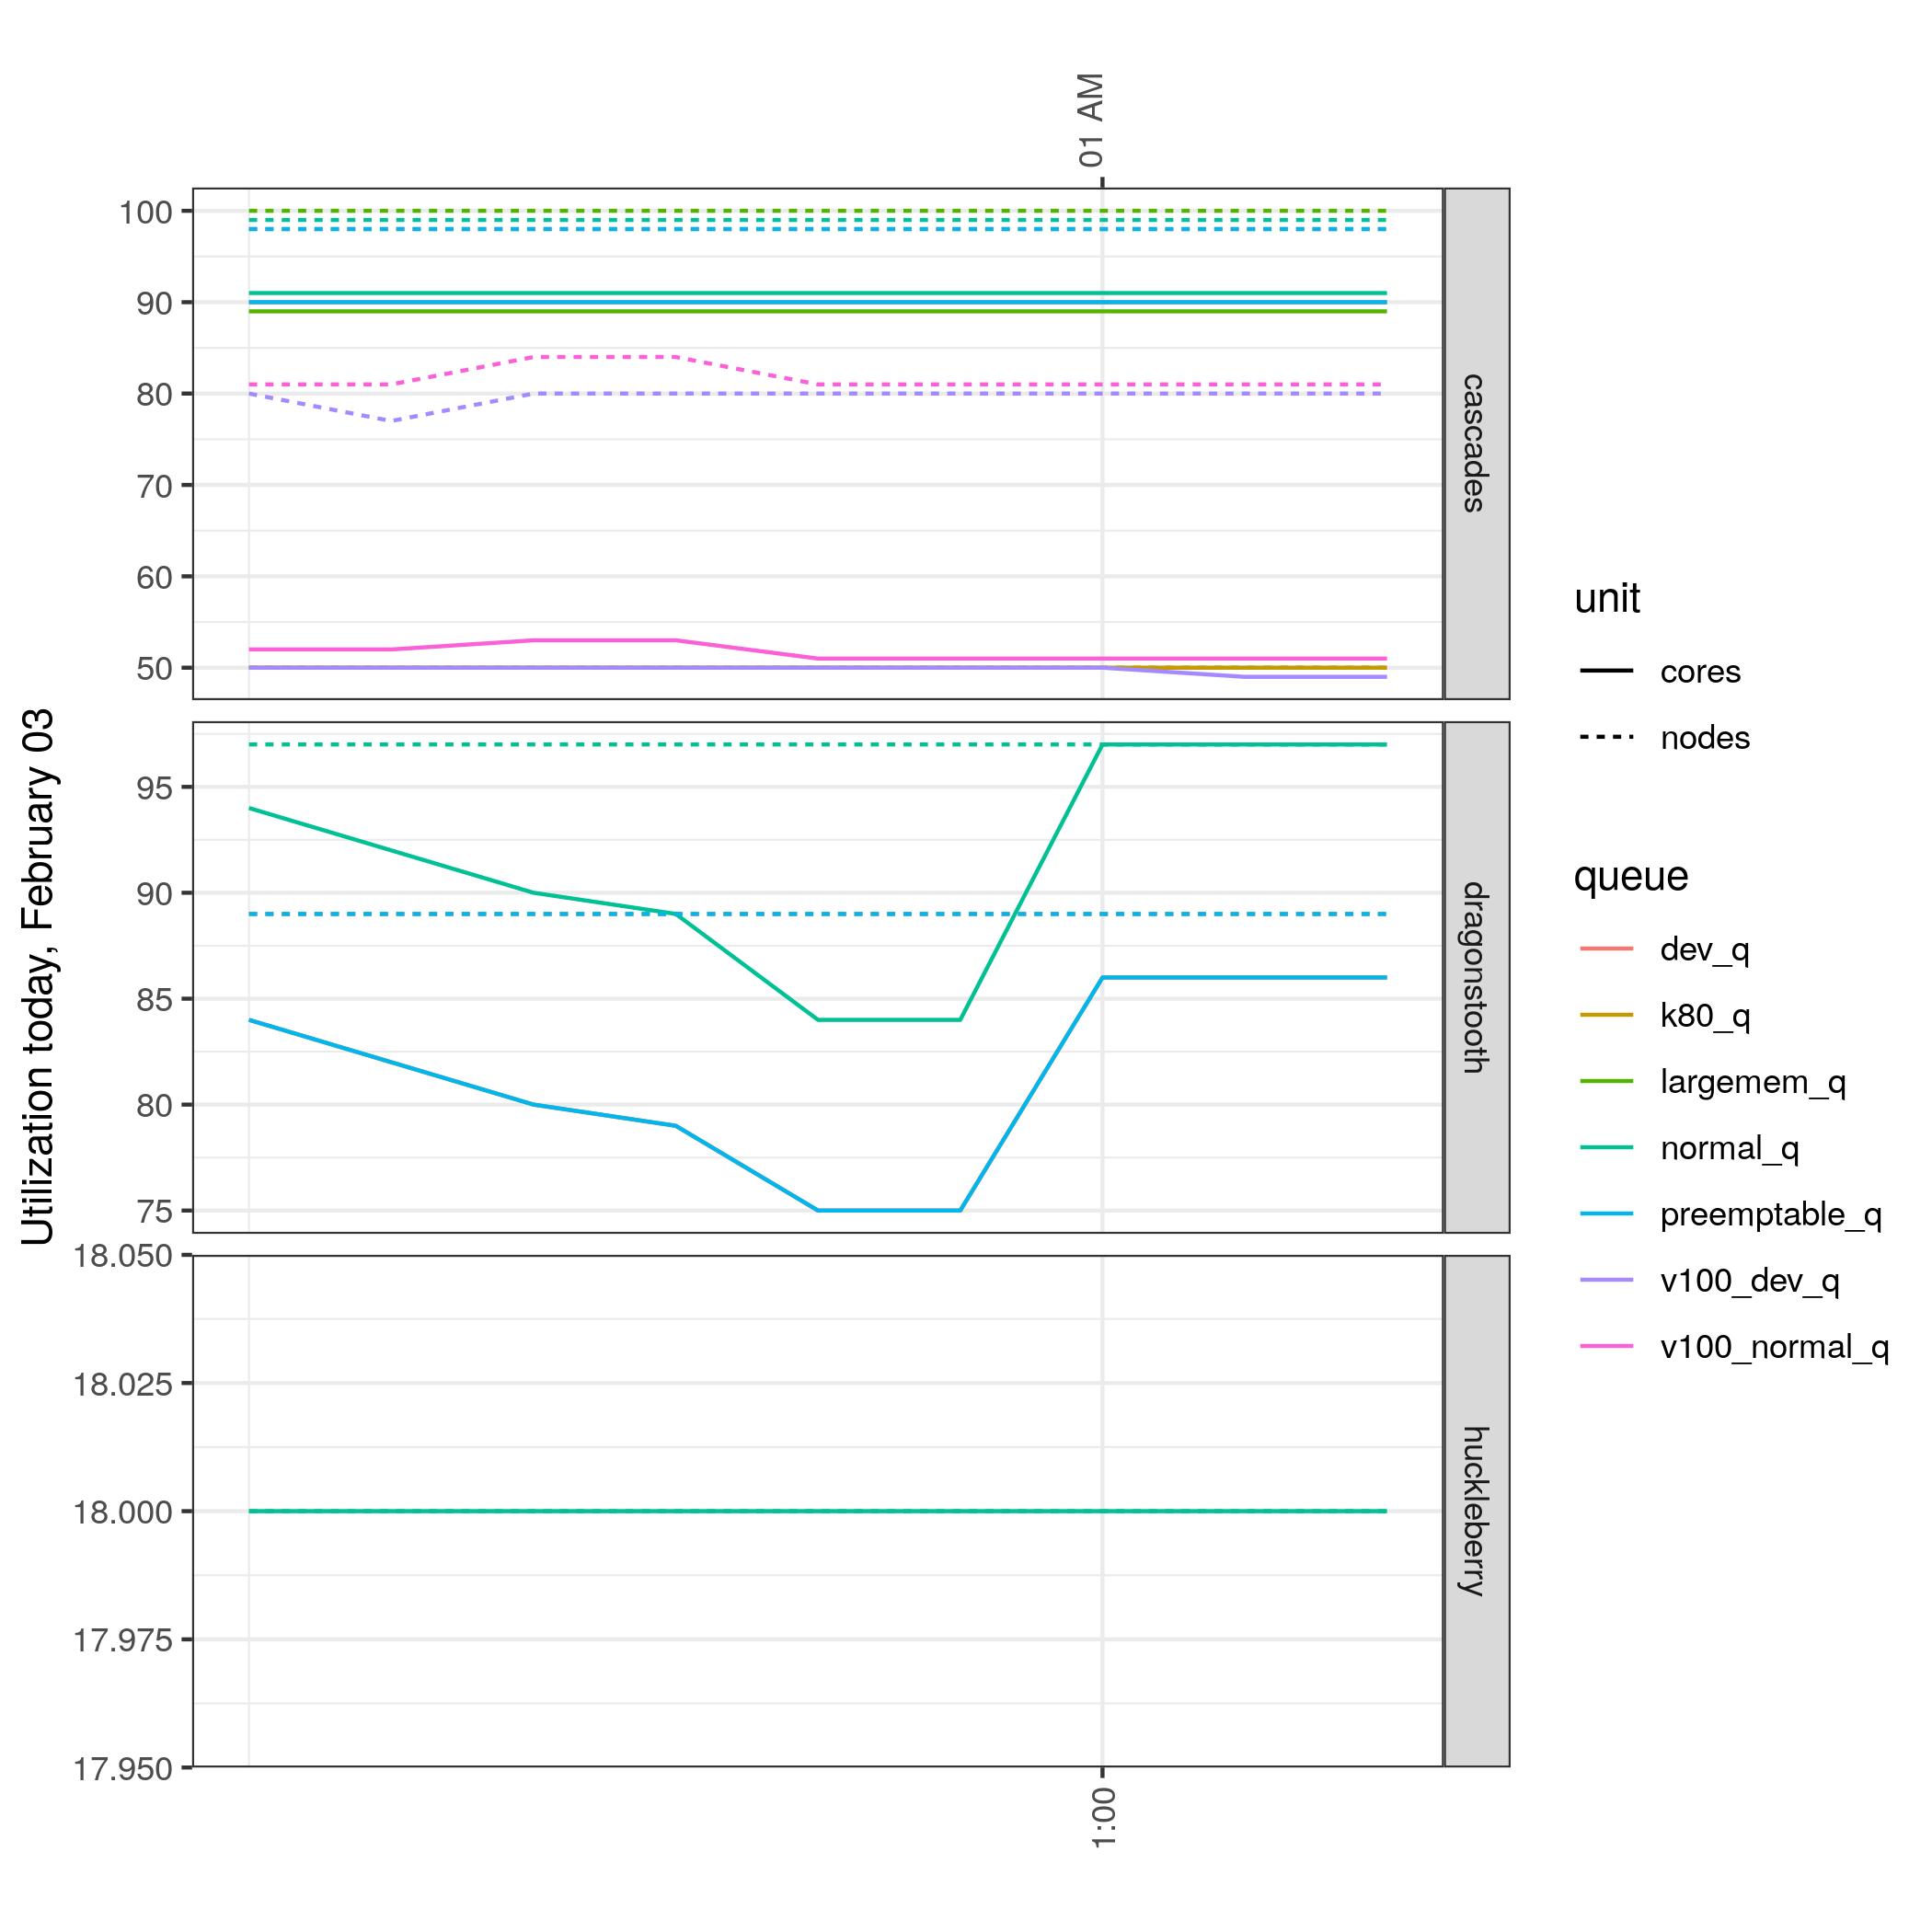 01 AM
100
90
80
70
60
50
cascades
Utilization today, February 03
95
90
85
80
75
dragonstooth
18.050
18.025
18.000
17.975
17.950
huckleberry
1:00
unit
cores
nodes
queue
dev_q
k80_q
largemem_q
normal_q
preemptable_q
v100_dev_q
v100_normal_q